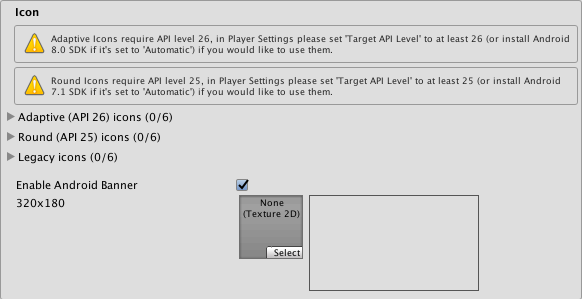 Icon
Adaptive Icons require API level 26, in Player Settings please set 'Target API Level' to at least 26 (or install Android
8.0 SDK if it's set to 'Automatic') if you would like to use them.
Round Icons require API level 25, in Player Settings please set 'Target API Level' to at least 25 (or install Android
7.1 SDK if it's set to 'Automatic') if you would like to use them.
Adaptive (API 26) icons (0/6)
Round (API 25) icons (0/6)
Legacy icons (0/6)
Enable Android Banner
320x180
None
(Texture 2D)
Select